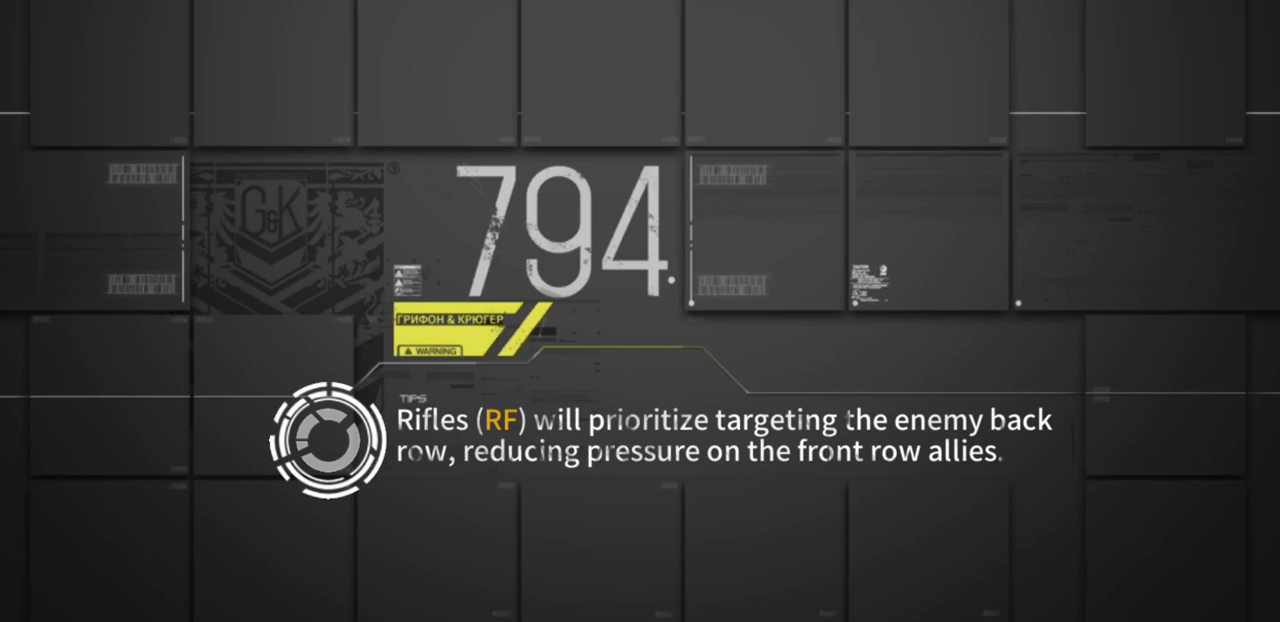 G&K
794.
ГРИФОН & КРЮГЕР
WARNING
TIPS
Rifles (RF) will prioritize targeting the enemy back
row, reducing pressure on the front row allies.